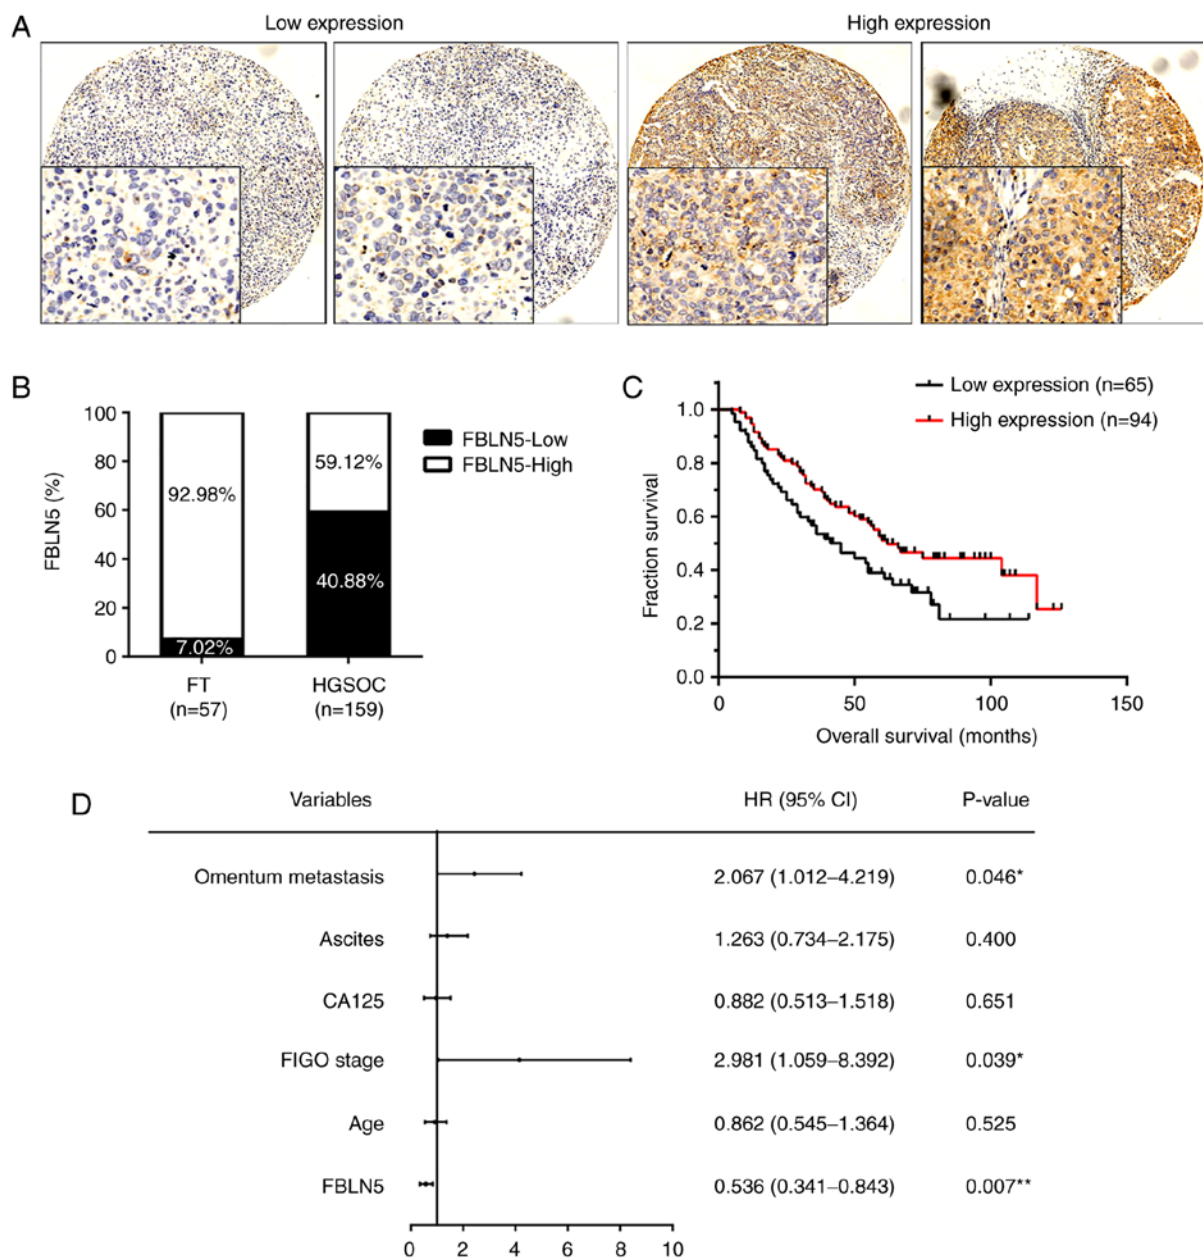 A
Low expression
High expression
B
FBLN5 (%)
100
80
60
40
20
0
92.98%
7.02%
59.12%
40.88%
FT
(n=57)
HGSOC
(n=159)
FBLN5-Low
FBLN5-High
C
Low expression (n=65)
High expression (n=94)
Fraction survival
1.0
0.8
0.6
0.4
0.2
0.0
0
50
100
150
Overall survival (months)
D
Variables HR (95% CI) P-value
Omentum metastasis 2.067 (1.012–4.219) 0.046*
Ascites 1.263 (0.734–2.175) 0.400
CA125 0.882 (0.513–1.518) 0.651
FIGO stage 2.981 (1.059–8.392) 0.039*
Age 0.862 (0.545–1.364) 0.525
FBLN5 0.536 (0.341–0.843) 0.007**
0 2 4 6 8 10